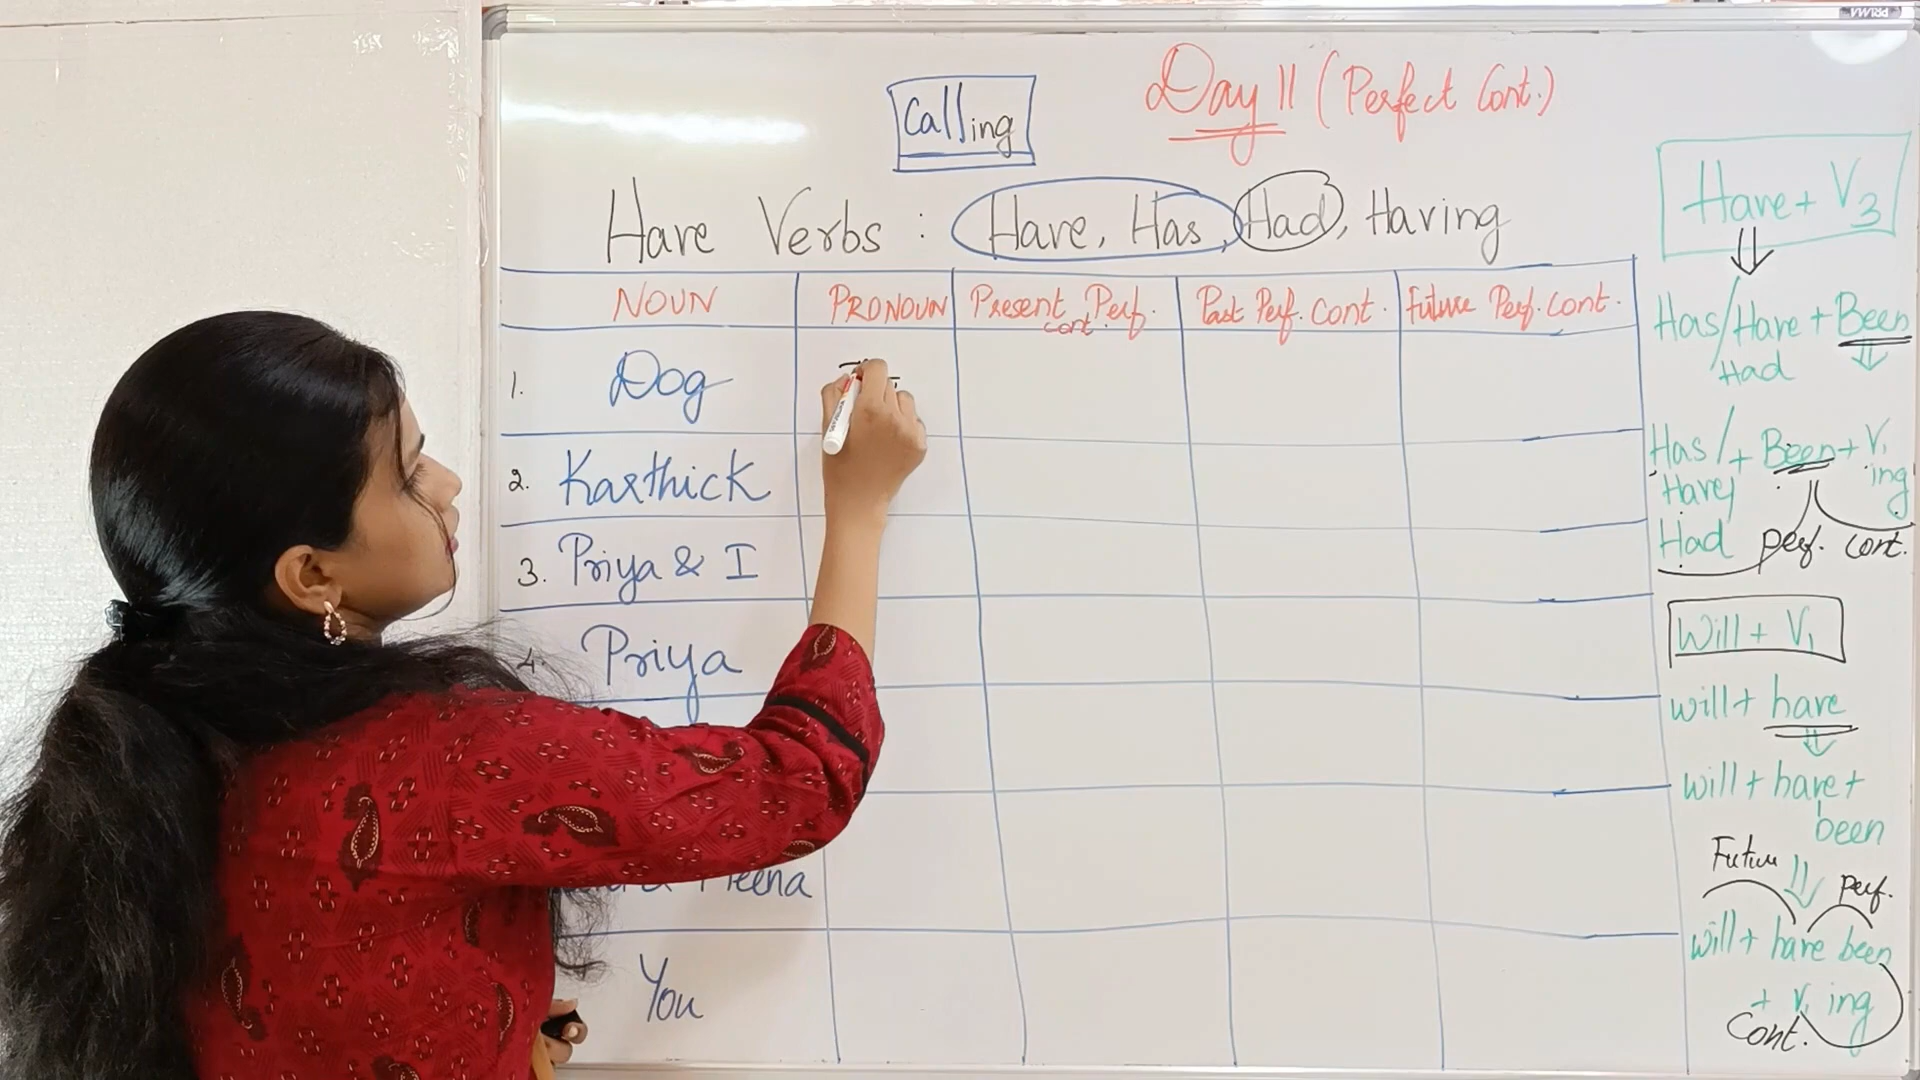 Day 11 (Perfect Cont.)
Calling
Have Verbs : Have, Has, Had, Having
NOUN PRONOUN Present Perf. cont. Past Perf. Cont. Future Perf. Cont.
1. Dog
2. Karthick
3. Priya & I
4. Priya
Meena
You
Have + V3
Has/Have + Been
Had
Has/ + Been + V1
Have/ ing
Had perf. cont.
Will + V1
will + have
will + have +
been
Future perf.
will + have been
+ V1 ing
Cont.